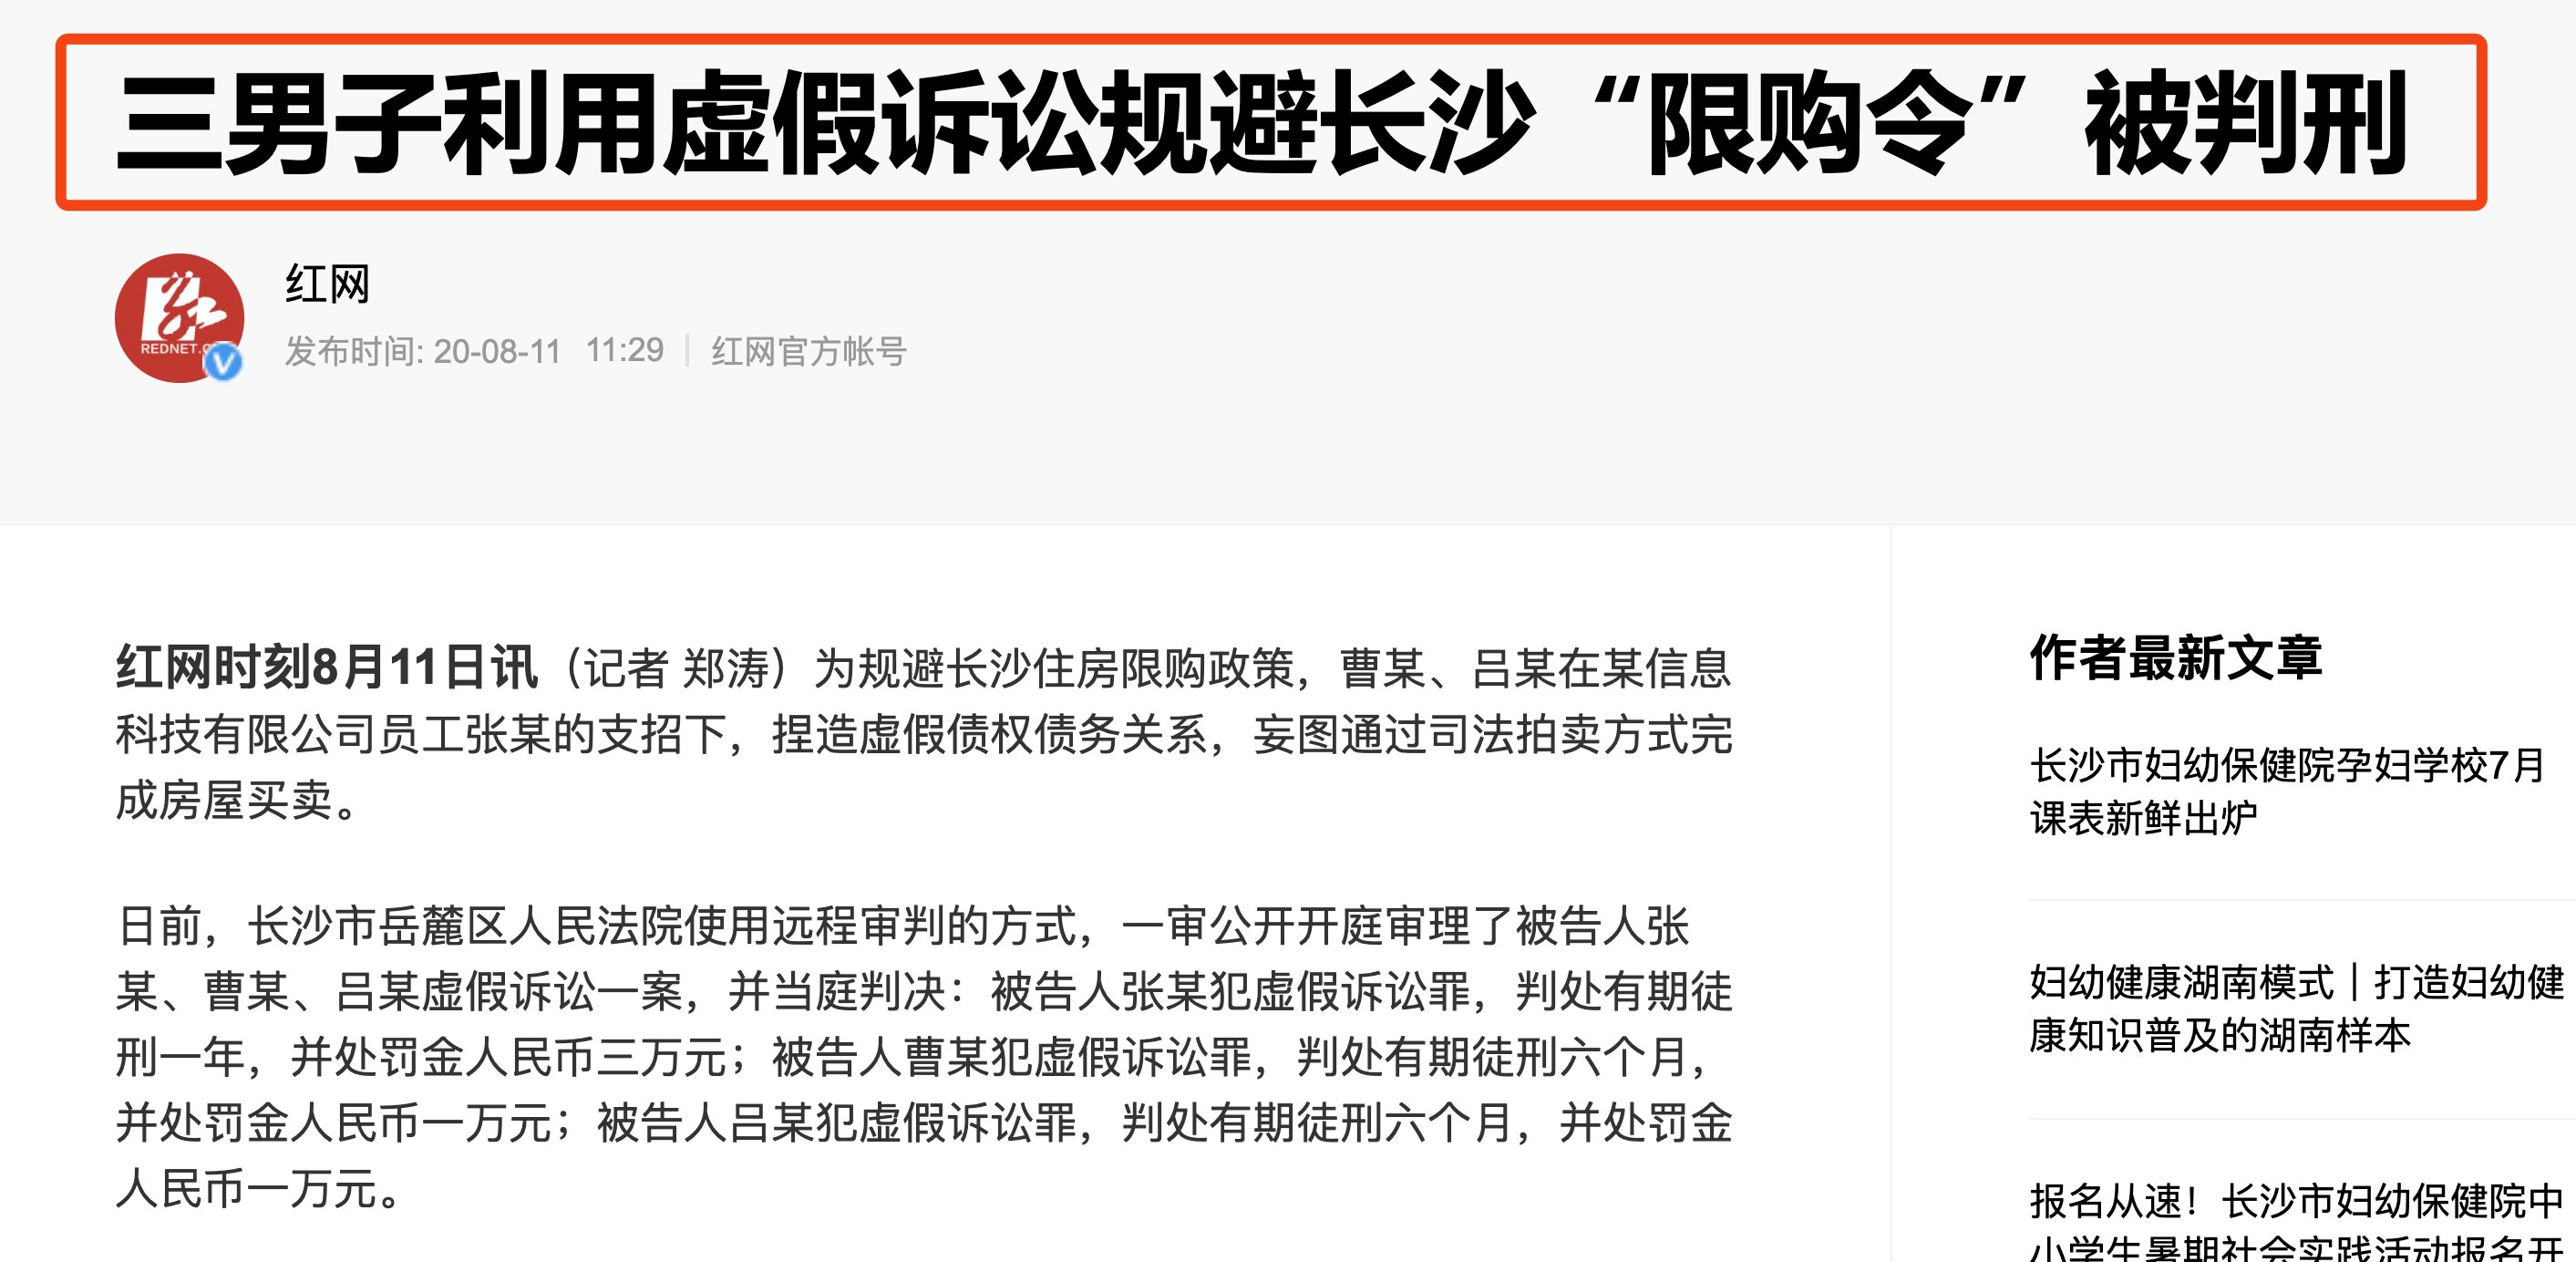 三男子利用虚假诉讼规避长沙“限购令”被判刑
红网
REDNET.
发布时间: 20-08-11 11:29 | 红网官方帐号
红网时刻8月11日讯（记者 郑涛）为规避长沙住房限购政策，曹某、吕某在某信息
科技有限公司员工张某的支招下，捏造虚假债权债务关系，妄图通过司法拍卖方式完
成房屋买卖。
日前，长沙市岳麓区人民法院使用远程审判的方式，一审公开开庭审理了被告人张
某、曹某、吕某虚假诉讼一案，并当庭判决：被告人张某犯虚假诉讼罪，判处有期徒
刑一年，并处罚金人民币三万元；被告人曹某犯虚假诉讼罪，判处有期徒刑六个月，
并处罚金人民币一万元；被告人吕某犯虚假诉讼罪，判处有期徒刑六个月，并处罚金
人民币一万元。
作者最新文章
长沙市妇幼保健院孕妇学校7月
课表新鲜出炉
妇幼健康湖南模式｜打造妇幼健
康知识普及的湖南样本
报名从速！长沙市妇幼保健院中
小学生暑期社会实践活动报名开